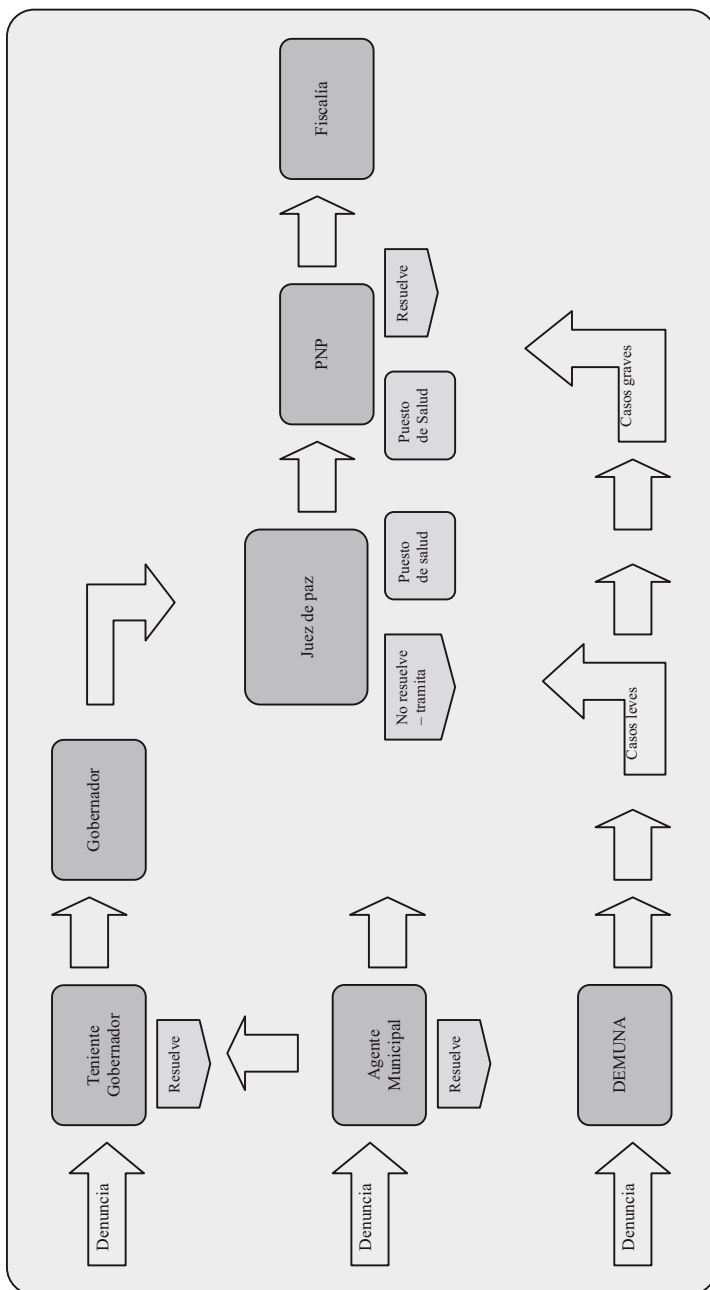 Denuncia
Teniente
Gobernador
Resuelve
Gobernador
Denuncia
Agente
Municipal
Resuelve
Juez de paz
No resuelve
– tramita
Puesto
de salud
PNP
Puesto
de Salud
Resuelve
Fiscalía
Denuncia
DEMUNA
Casos leves
Casos graves